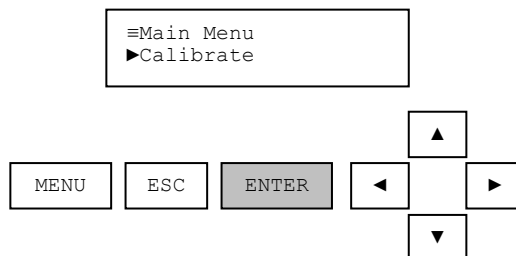 ≡Main Menu
►Calibrate
▲
MENU ESC ENTER ◄ ►
▼